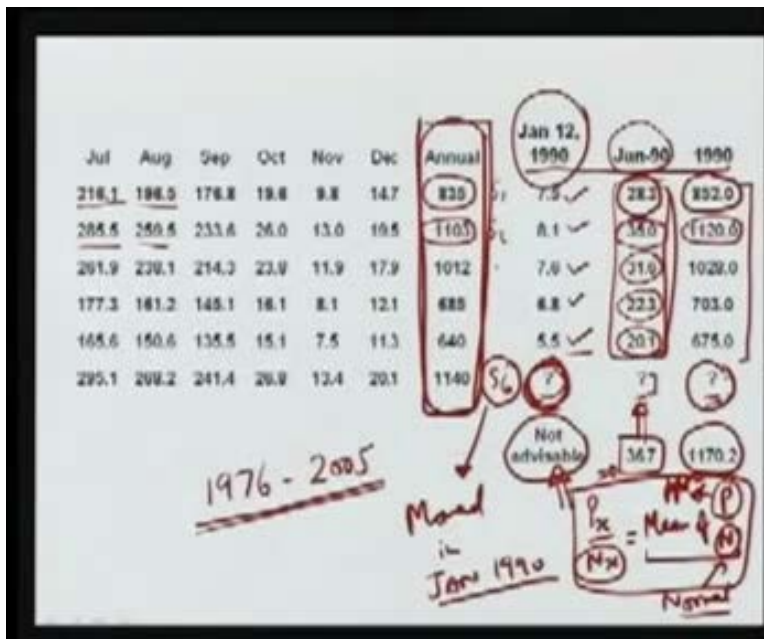 Jan 12,
Jul Aug Sep Oct Nov Dec Annual 1990 Jun-90 1990
216.1 196.5 176.8 19.6 9.8 14.7 835 S1 7.5 28.3 852.0
285.5 259.5 233.6 26.0 13.0 19.5 1103 8.1 35.0 1120.0
261.9 238.1 214.3 23.8 11.9 17.9 1012 7.8 31.0 1028.0
177.3 161.2 145.1 16.1 8.1 12.1 685 6.8 22.3 703.0
165.6 150.6 135.5 15.1 7.5 11.3 640 5.5 20.1 675.0
295.1 268.2 241.4 26.8 13.4 20.1 1140 S6 ? ? ?
Not
advisable 36.7 1170.2
1976 - 2005
Px P
= Mean of
Nx N
Normal
Moved
in
JAN 1990